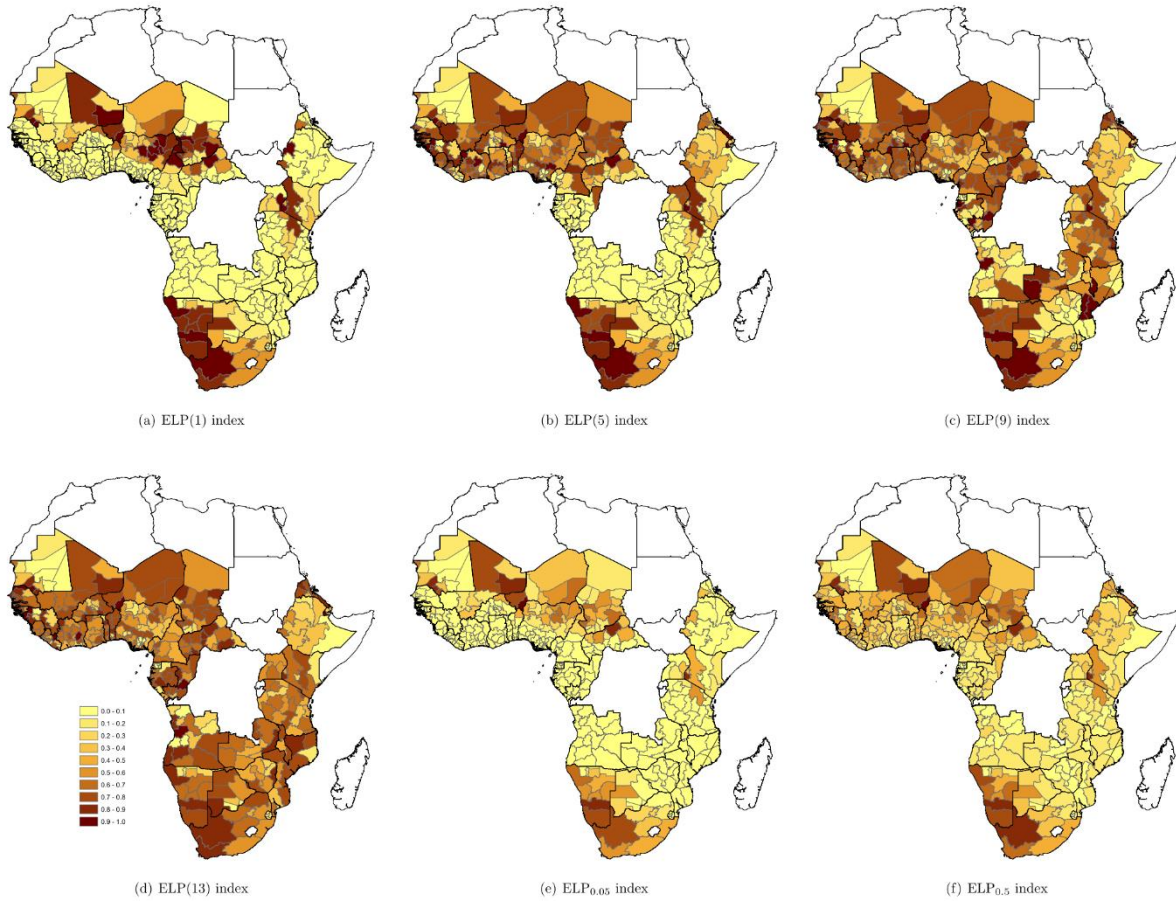 (a) ELP(1) index
(b) ELP(5) index
(c) ELP(9) index
0.0 - 0.1
0.1 - 0.2
0.2 - 0.3
0.3 - 0.4
0.4 - 0.5
0.5 - 0.6
0.6 - 0.7
0.7 - 0.8
0.8 - 0.9
0.9 - 1.0
(d) ELP(13) index
(e) ELP0.05 index
(f) ELP0.5 index